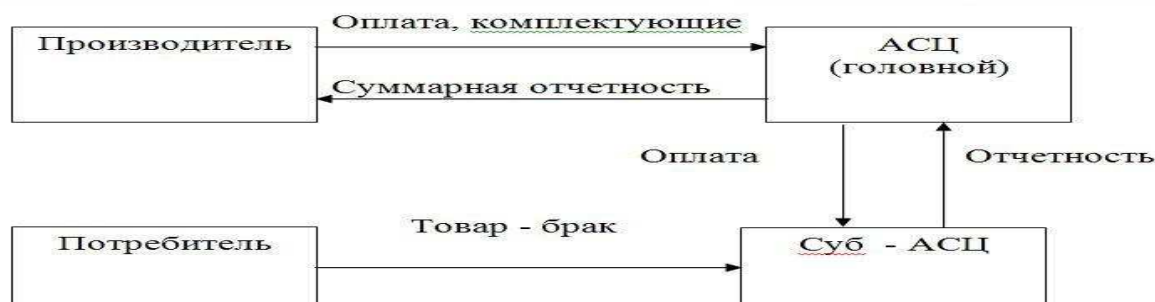 Оплата, комплектующие
Производитель
АСЦ
(головной)
Суммарная отчетность
Оплата
Отчетность
Товар - брак
Потребитель
Суб - АСЦ